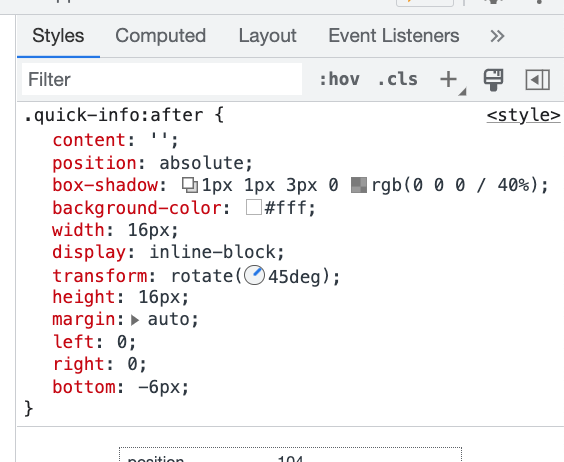 Styles Computed Layout Event Listeners »
Filter :hov .cls +
.quick-info:after { <style>
content: '';
position: absolute;
box-shadow: 1px 1px 3px 0 rgb(0 0 0 / 40%);
background-color: #fff;
width: 16px;
display: inline-block;
transform: rotate(45deg);
height: 16px;
margin: auto;
left: 0;
right: 0;
bottom: -6px;
}
position 104